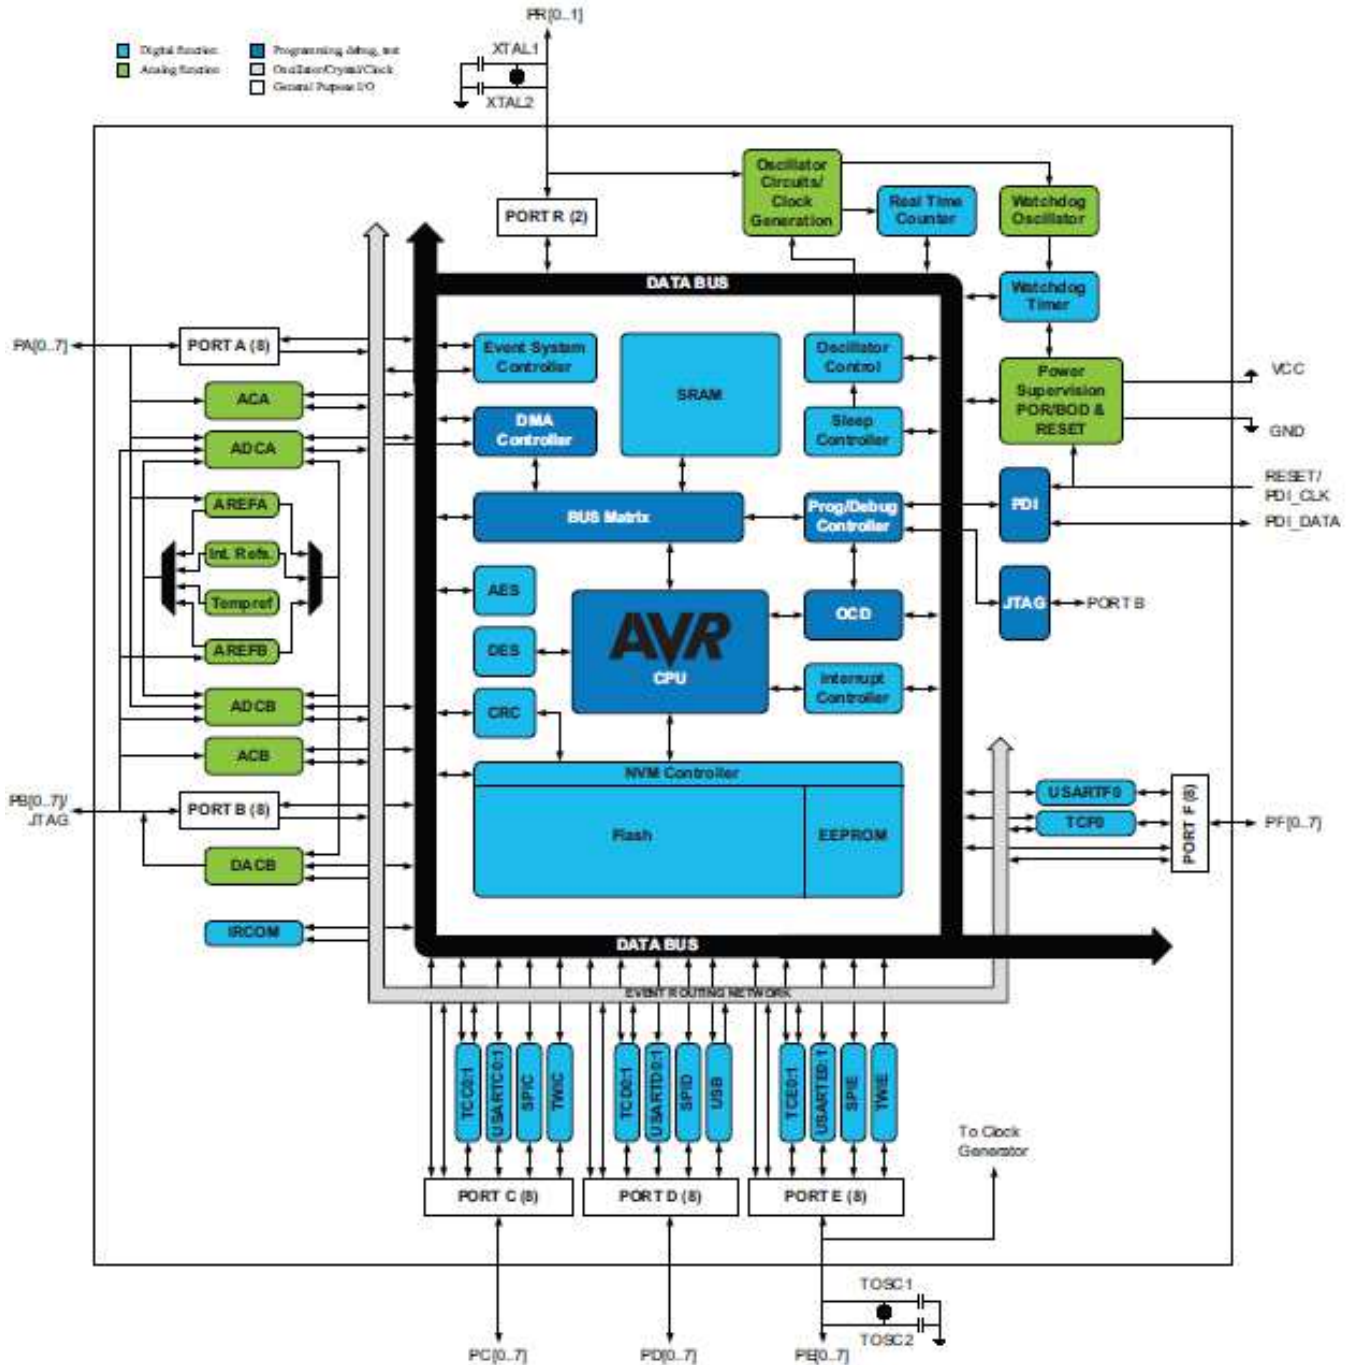 PR[0..1]
Digital function
Programming, debug, test
Analog function
Oscillator/Crystal/Clock
General Purpose I/O
XTAL1
XTAL2
PORT R (2)
Oscillator
Circuits/
Clock
Generation
Real Time
Counter
Watchdog
Oscillator
DATA BUS
Watchdog
Timer
PA[0..7]
PORT A (8)
Event System
Controller
SRAM
Oscillator
Control
Power
Supervision
POR/BOD &
RESET
VCC
GND
ACA
DMA
Controller
Sleep
Controller
ADCA
RESET/
PDI_CLK
PDI_DATA
AREFA
BUS Matrix
Prog/Debug
Controller
PDI
Int. Refs.
AES
Tempref
AVR
CPU
OCD
JTAG
PORT B
AREFB
DES
Interrupt
Controller
ADCB
CRC
ACB
NVM Controller
USARTF0
PB[0..7]/
JTAG
PORT B (8)
Flash
EEPROM
TCF0
PORT F (8)
PF[0..7]
DACB
IRCOM
DATA BUS
EVENT ROUTING NETWORK
TCC0:1
USARTC0:1
SPIC
TWIC
TCD0:1
USARTD0:1
SPID
USB
TCE0:1
USARTE0:1
SPIE
TWIE
To Clock
Generator
PORT C (8)
PORT D (8)
PORT E (8)
TOSC1
TOSC2
PC[0..7]
PD[0..7]
PE[0..7]